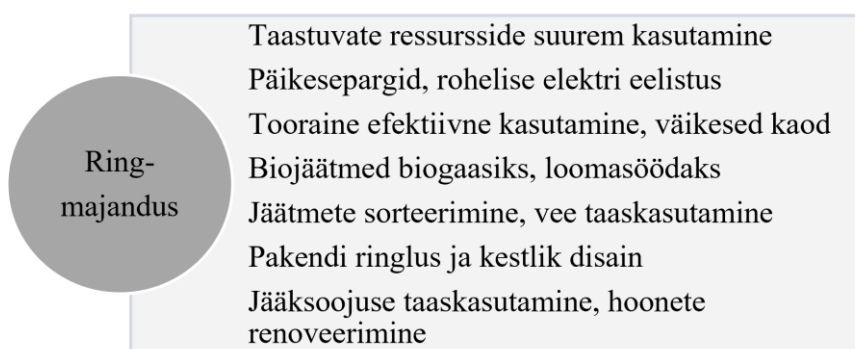 Ring-
majandus
Taastuvate ressursside suurem kasutamine
Päikesepargid, rohelise elektri eelistus
Tooraine efektiivne kasutamine, väikesed kaod
Biojäätmed biogaasiks, loomasöödaks
Jäätmete sorteerimine, vee taaskasutamine
Pakendi ringlus ja kestlik disain
Jääksoojuse taaskasutamine, hoonete
renoveerimine